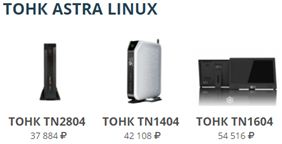 ТОНК ASTRA LINUX
ТОНК TN2804
37 884 ₽
ТОНК TN1404
42 108 ₽
ТОНК TN1604
54 516 ₽